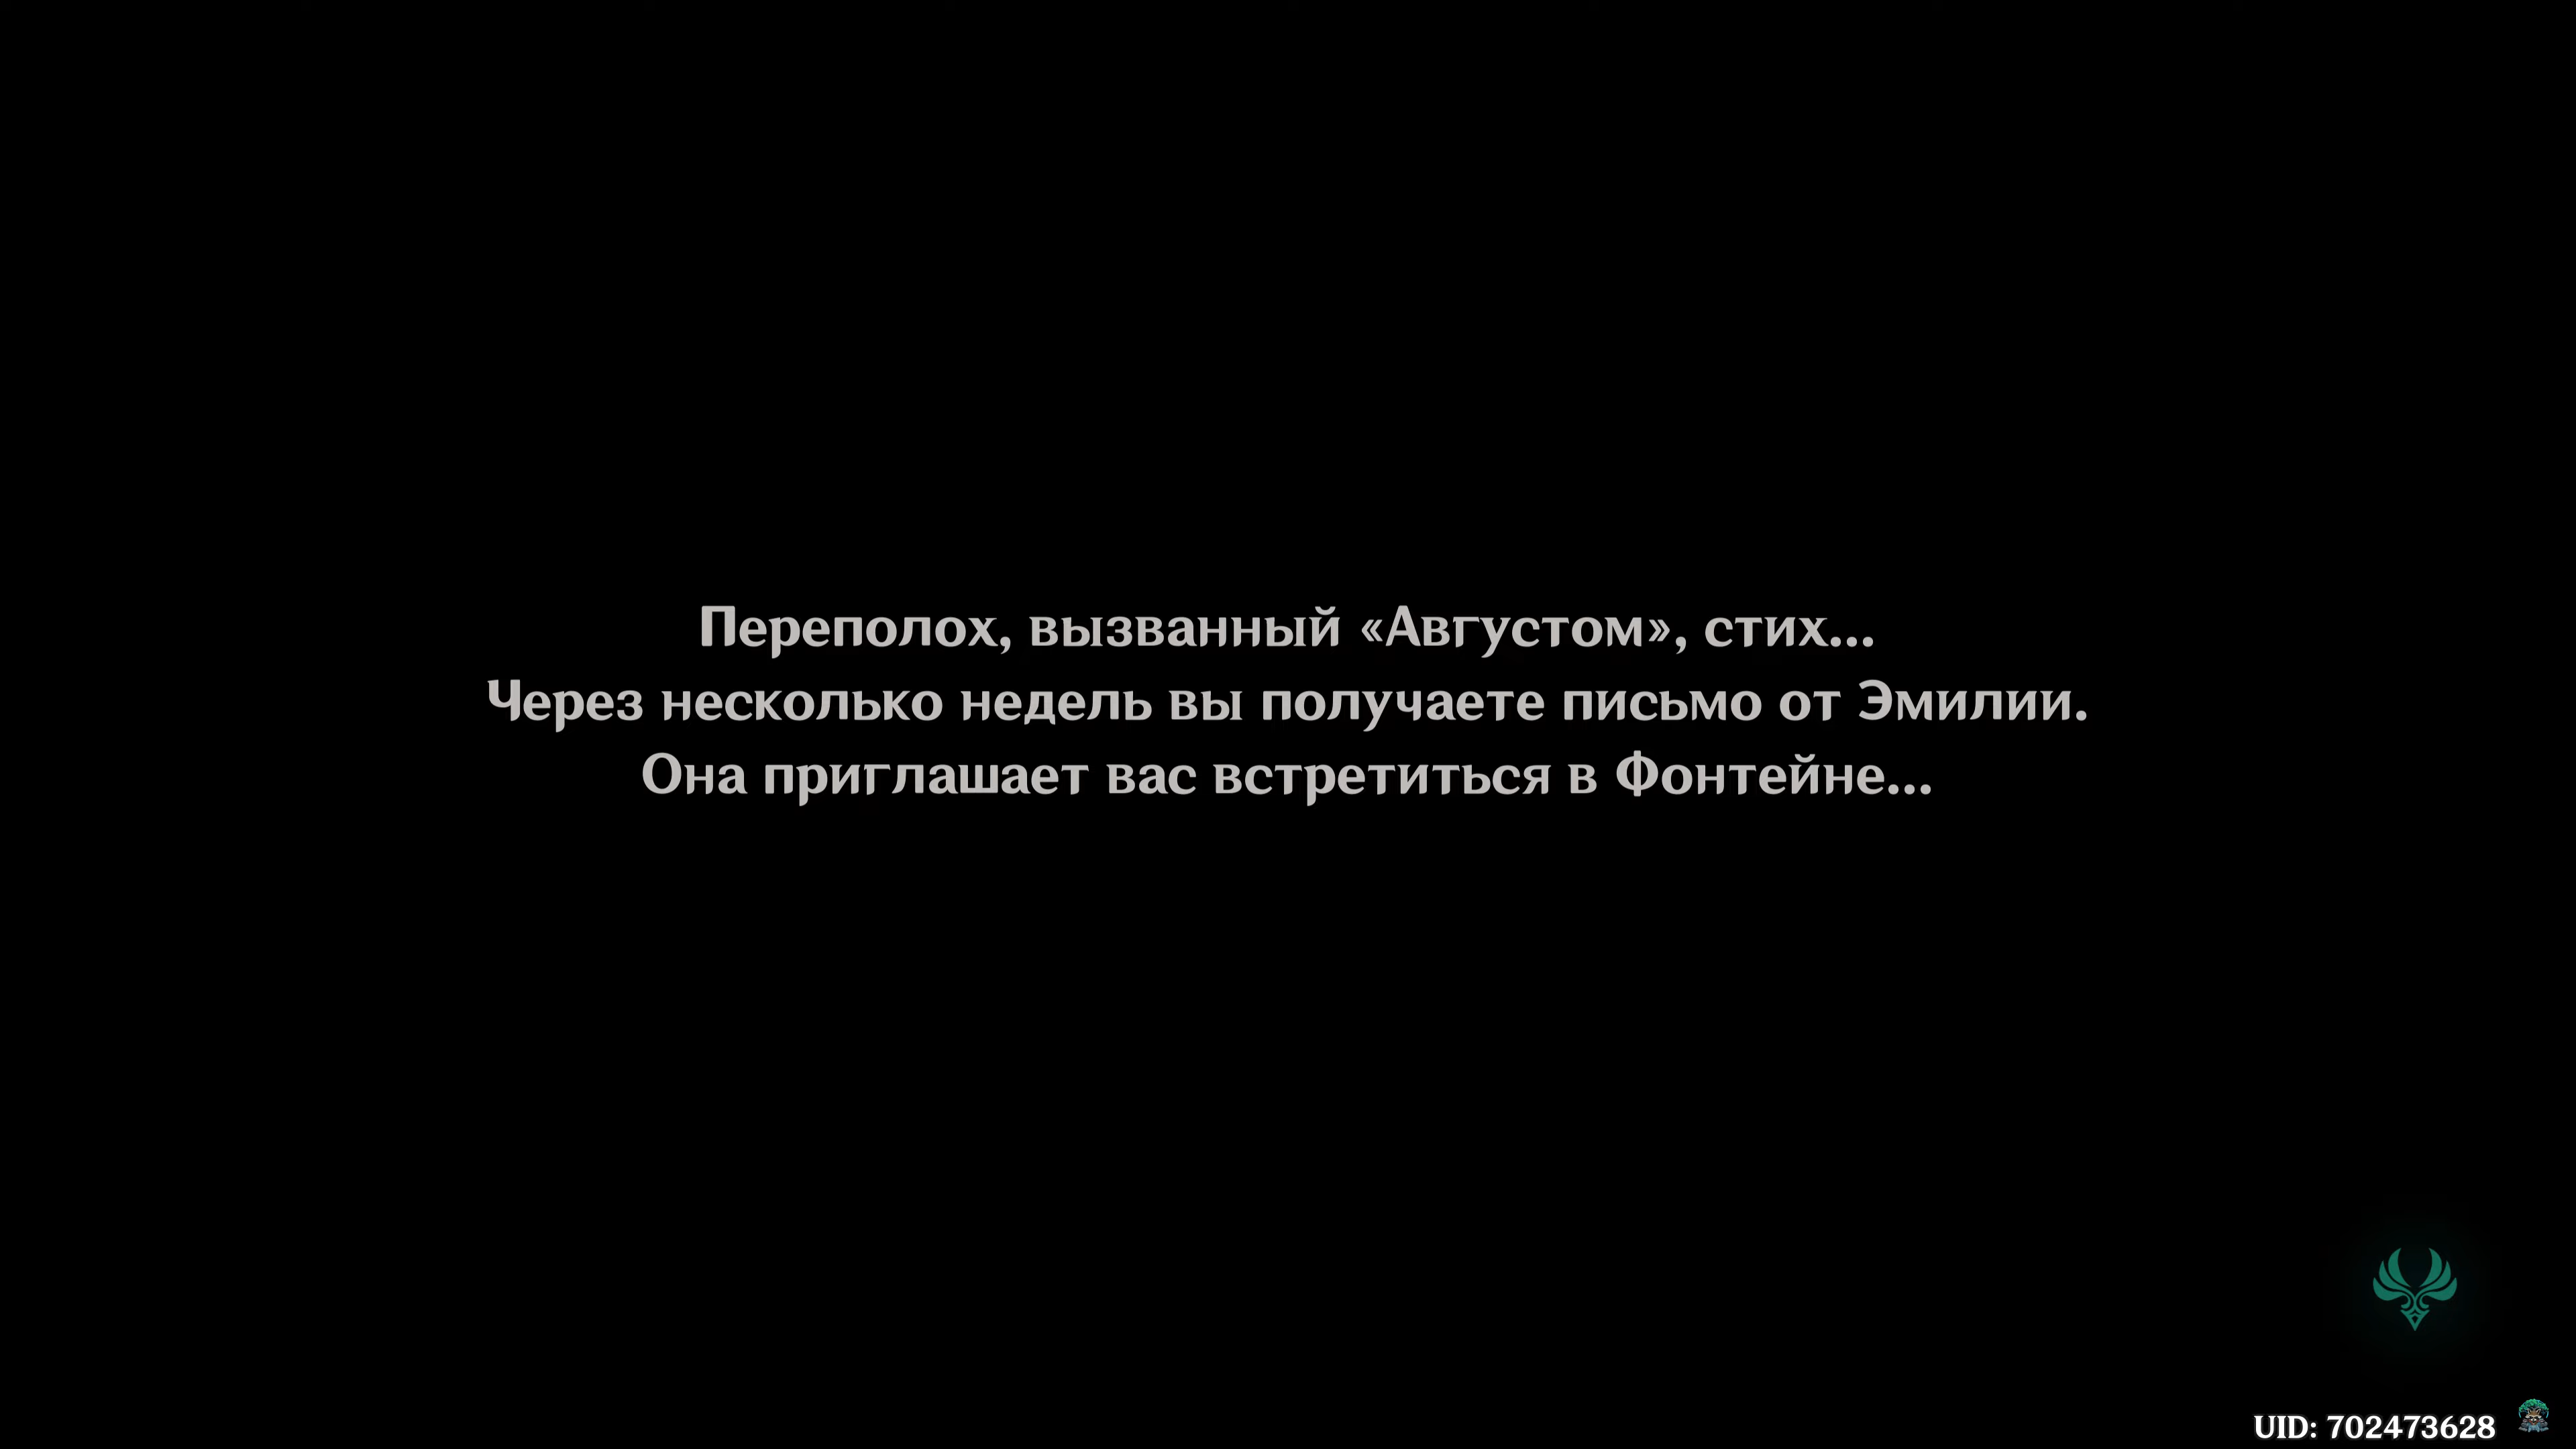 Переполох, вызванный «Августом», стих...
Через несколько недель вы получаете письмо от Эмилии.
Она приглашает вас встретиться в Фонтейне...
UID: 702473628